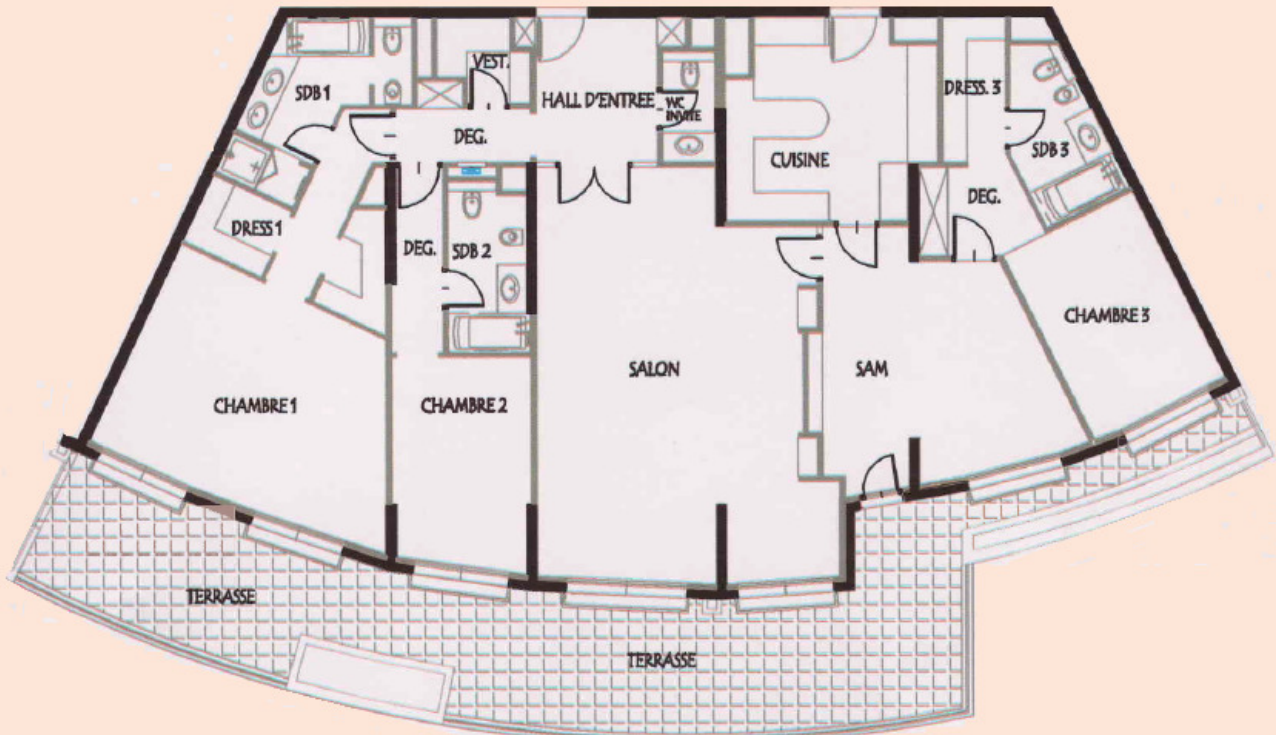 VEST.
SDB 1
HALL D'ENTREE
WC
INVITE
DRESS. 3
DEG.
CUISINE
SDB 3
DRESS 1
DEG.
SDB 2
DEG.
CHAMBRE 3
SALON
SAM
CHAMBRE 1
CHAMBRE 2
TERRASSE
TERRASSE